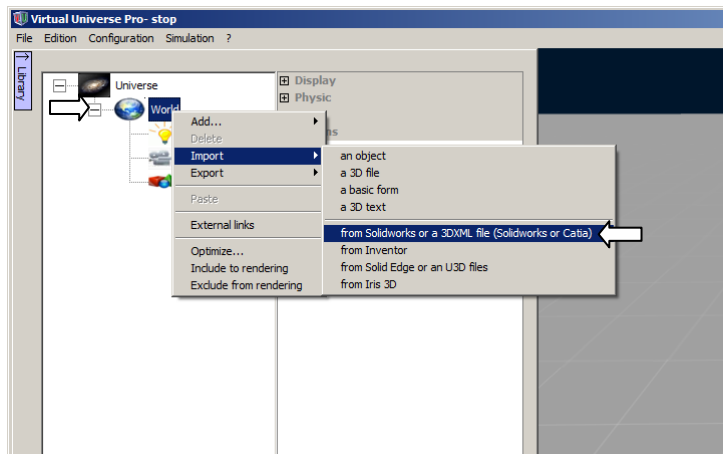 Virtual Universe Pro- stop
File Edition Configuration Simulation ?
Library
Universe
World
Display
Physic
Add...
Delete
Import
Export
Paste
External links
Optimize...
Include to rendering
Exclude from rendering
an object
a 3D file
a basic form
a 3D text
from Solidworks or a 3DXML file (Solidworks or Catia)
from Inventor
from Solid Edge or an U3D files
from Iris 3D